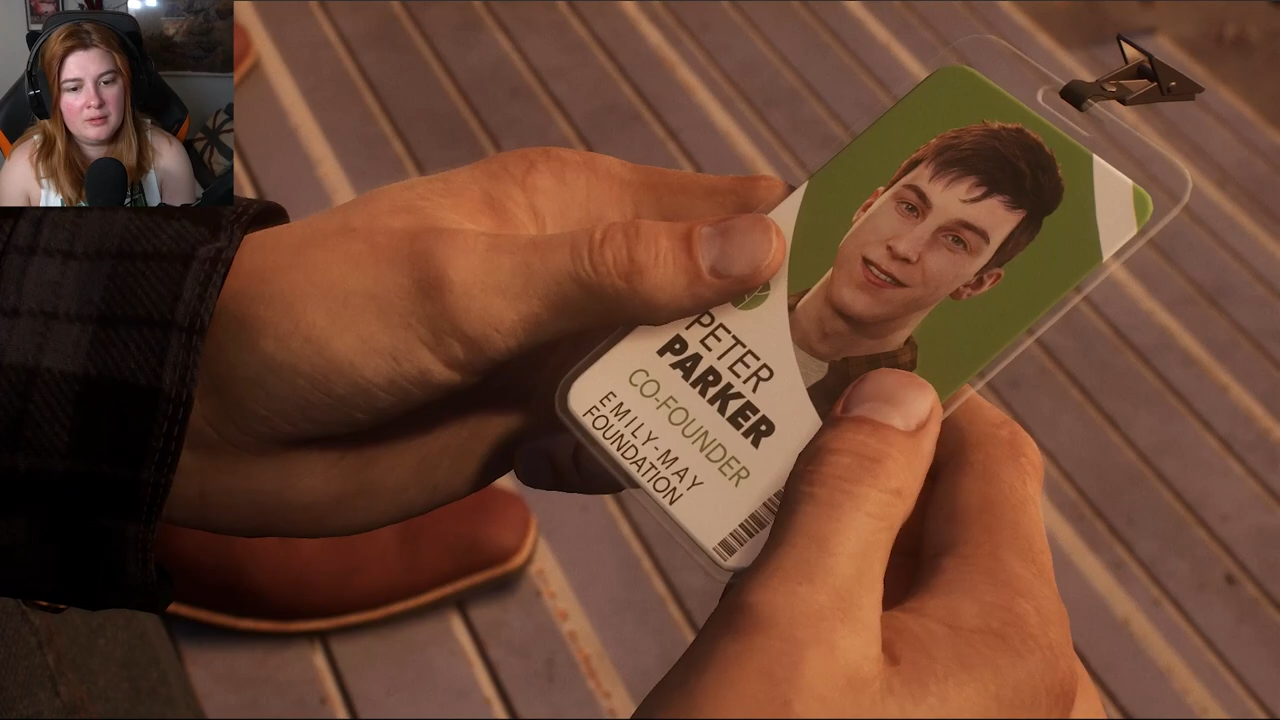 PETER
PARKER
CO-FOUNDER
EMILY-MAY
FOUNDATION